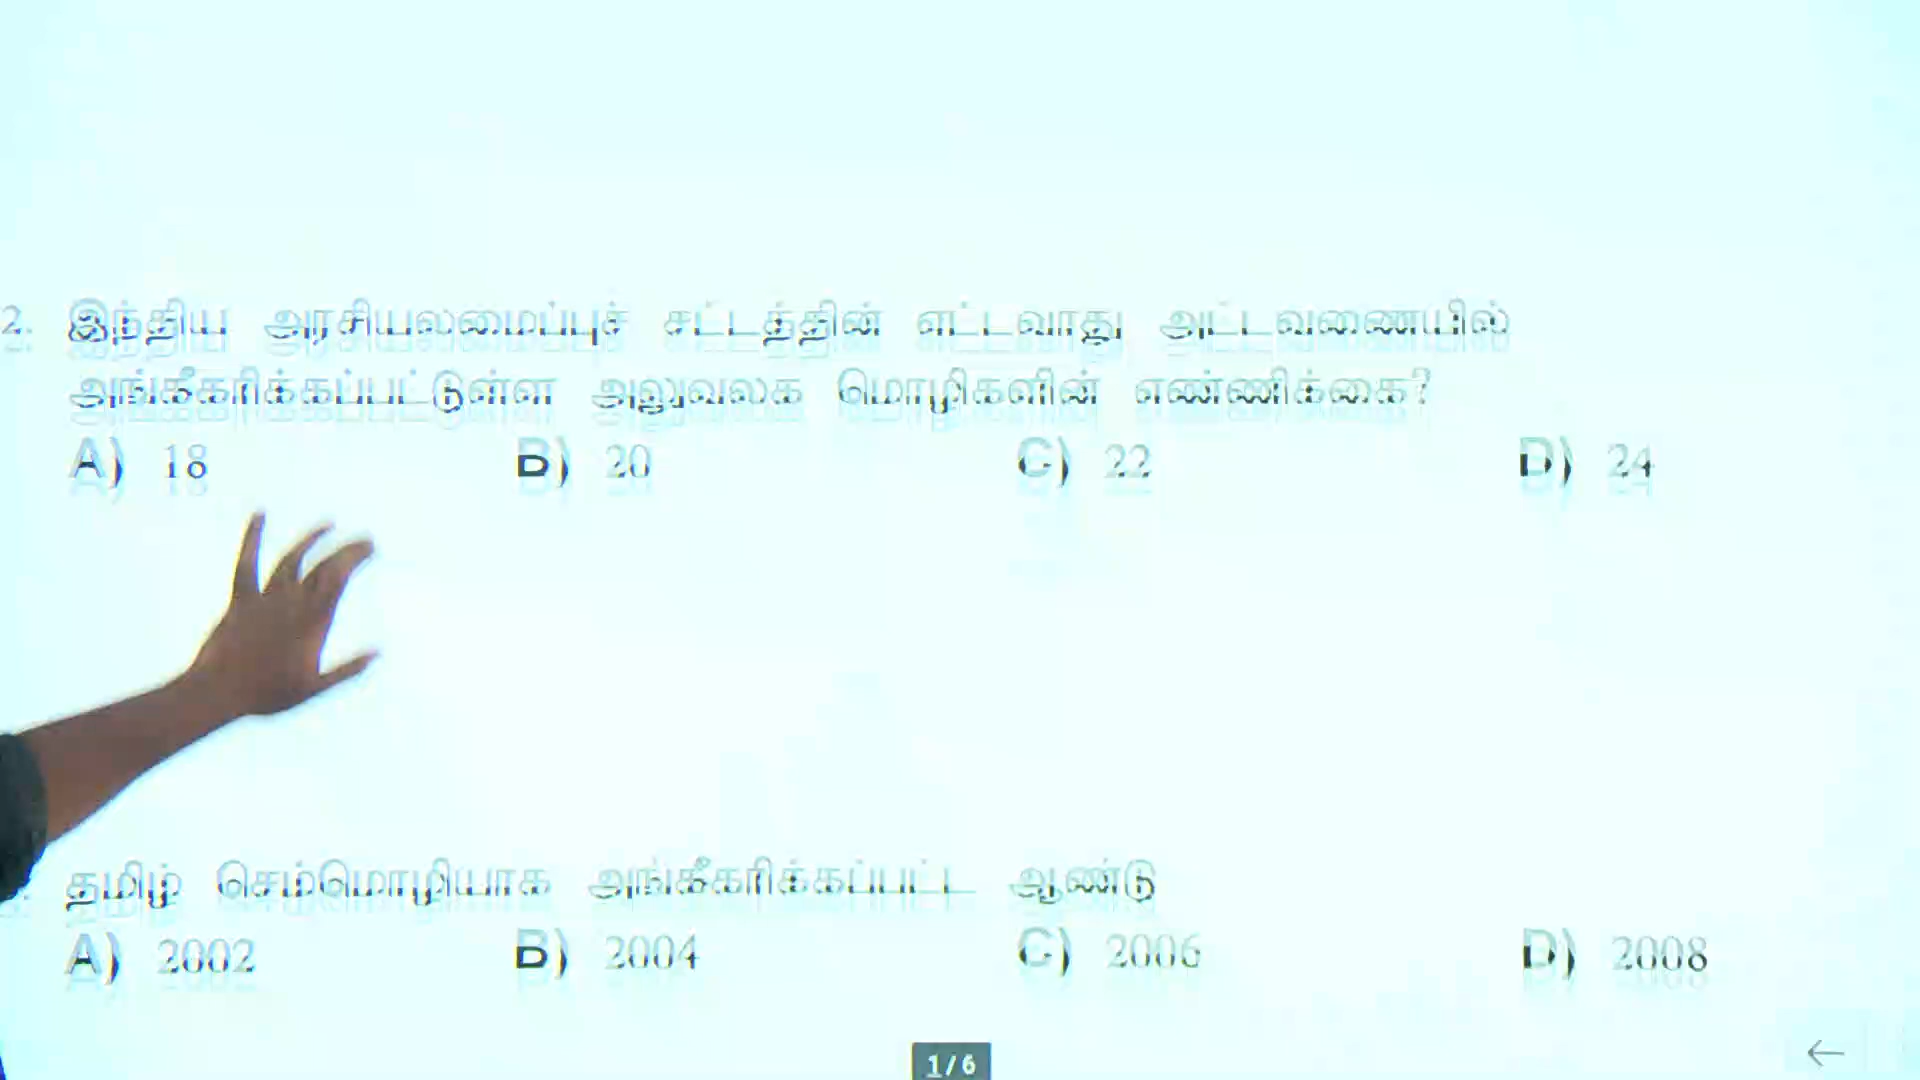 2. இந்திய அரசியலமைப்புச் சட்டத்தின் எட்டவாது அட்டவணையில்
அங்கீகரிக்கப்பட்டுள்ள அலுவலக மொழிகளின் எண்ணிக்கை?
A) 18 B) 20 C) 22 D) 24
தமிழ் செம்மொழியாக அங்கீகரிக்கப்பட்ட ஆண்டு
A) 2002 B) 2004 C) 2006 D) 2008
1/6